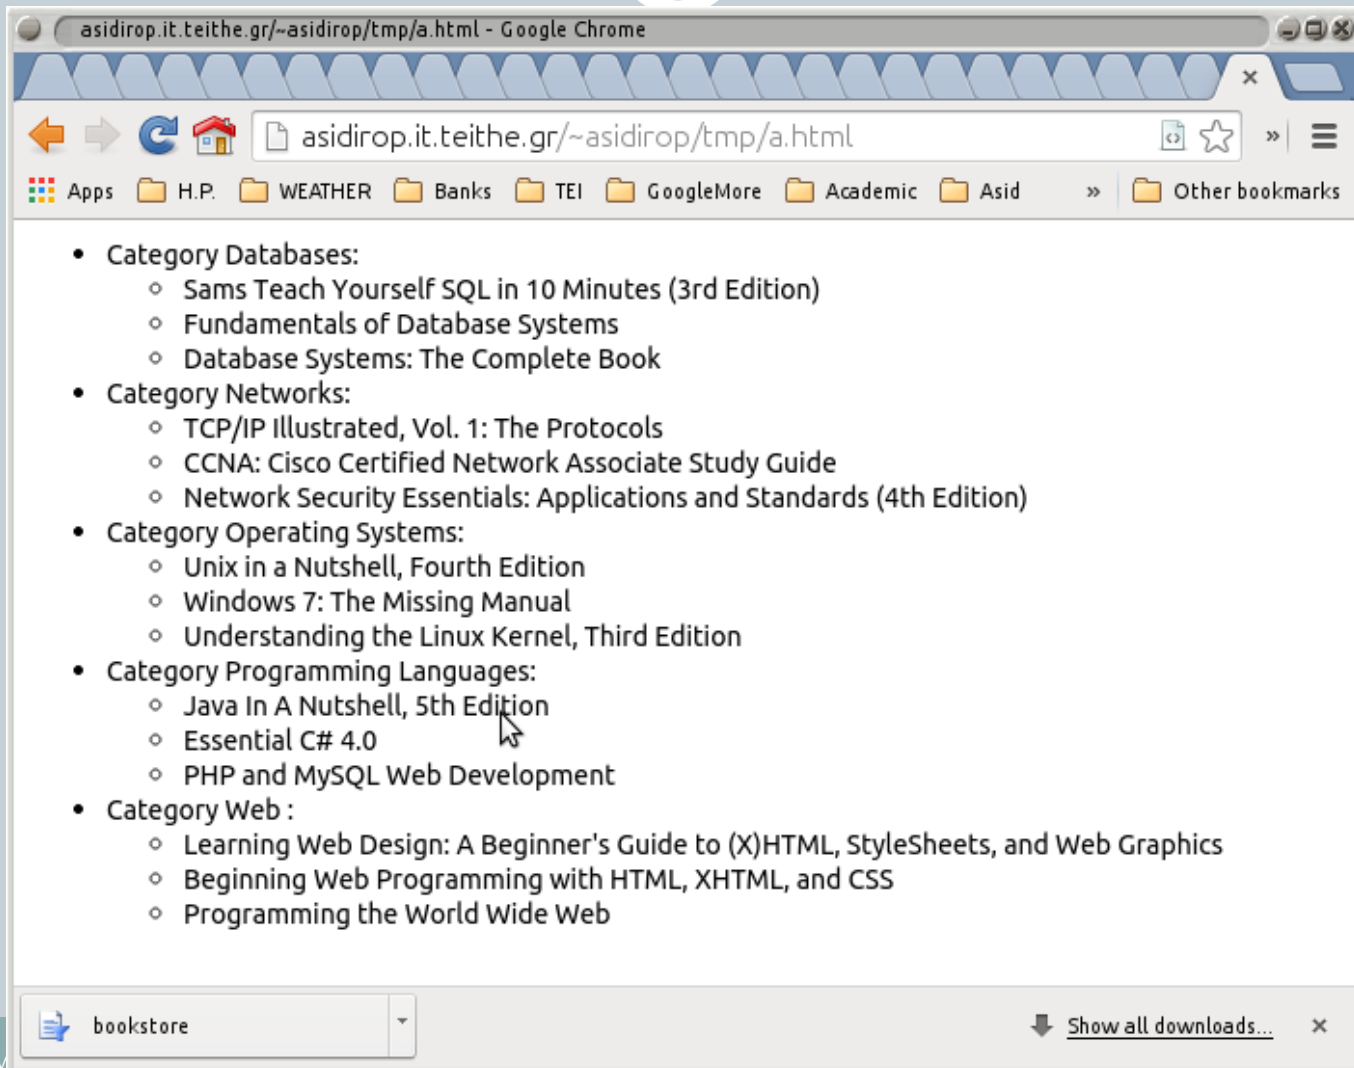 asidirop.it.teithe.gr/~asidirop/tmp/a.html - Google Chrome
asidirop.it.teithe.gr/~asidirop/tmp/a.html
Apps H.P. WEATHER Banks TEI GoogleMore Academic Asid » Other bookmarks
Category Databases:
Sams Teach Yourself SQL in 10 Minutes (3rd Edition)
Fundamentals of Database Systems
Database Systems: The Complete Book
Category Networks:
TCP/IP Illustrated, Vol. 1: The Protocols
CCNA: Cisco Certified Network Associate Study Guide
Network Security Essentials: Applications and Standards (4th Edition)
Category Operating Systems:
Unix in a Nutshell, Fourth Edition
Windows 7: The Missing Manual
Understanding the Linux Kernel, Third Edition
Category Programming Languages:
Java In A Nutshell, 5th Edition
Essential C# 4.0
PHP and MySQL Web Development
Category Web :
Learning Web Design: A Beginner's Guide to (X)HTML, StyleSheets, and Web Graphics
Beginning Web Programming with HTML, XHTML, and CSS
Programming the World Wide Web
bookstore Show all downloads...